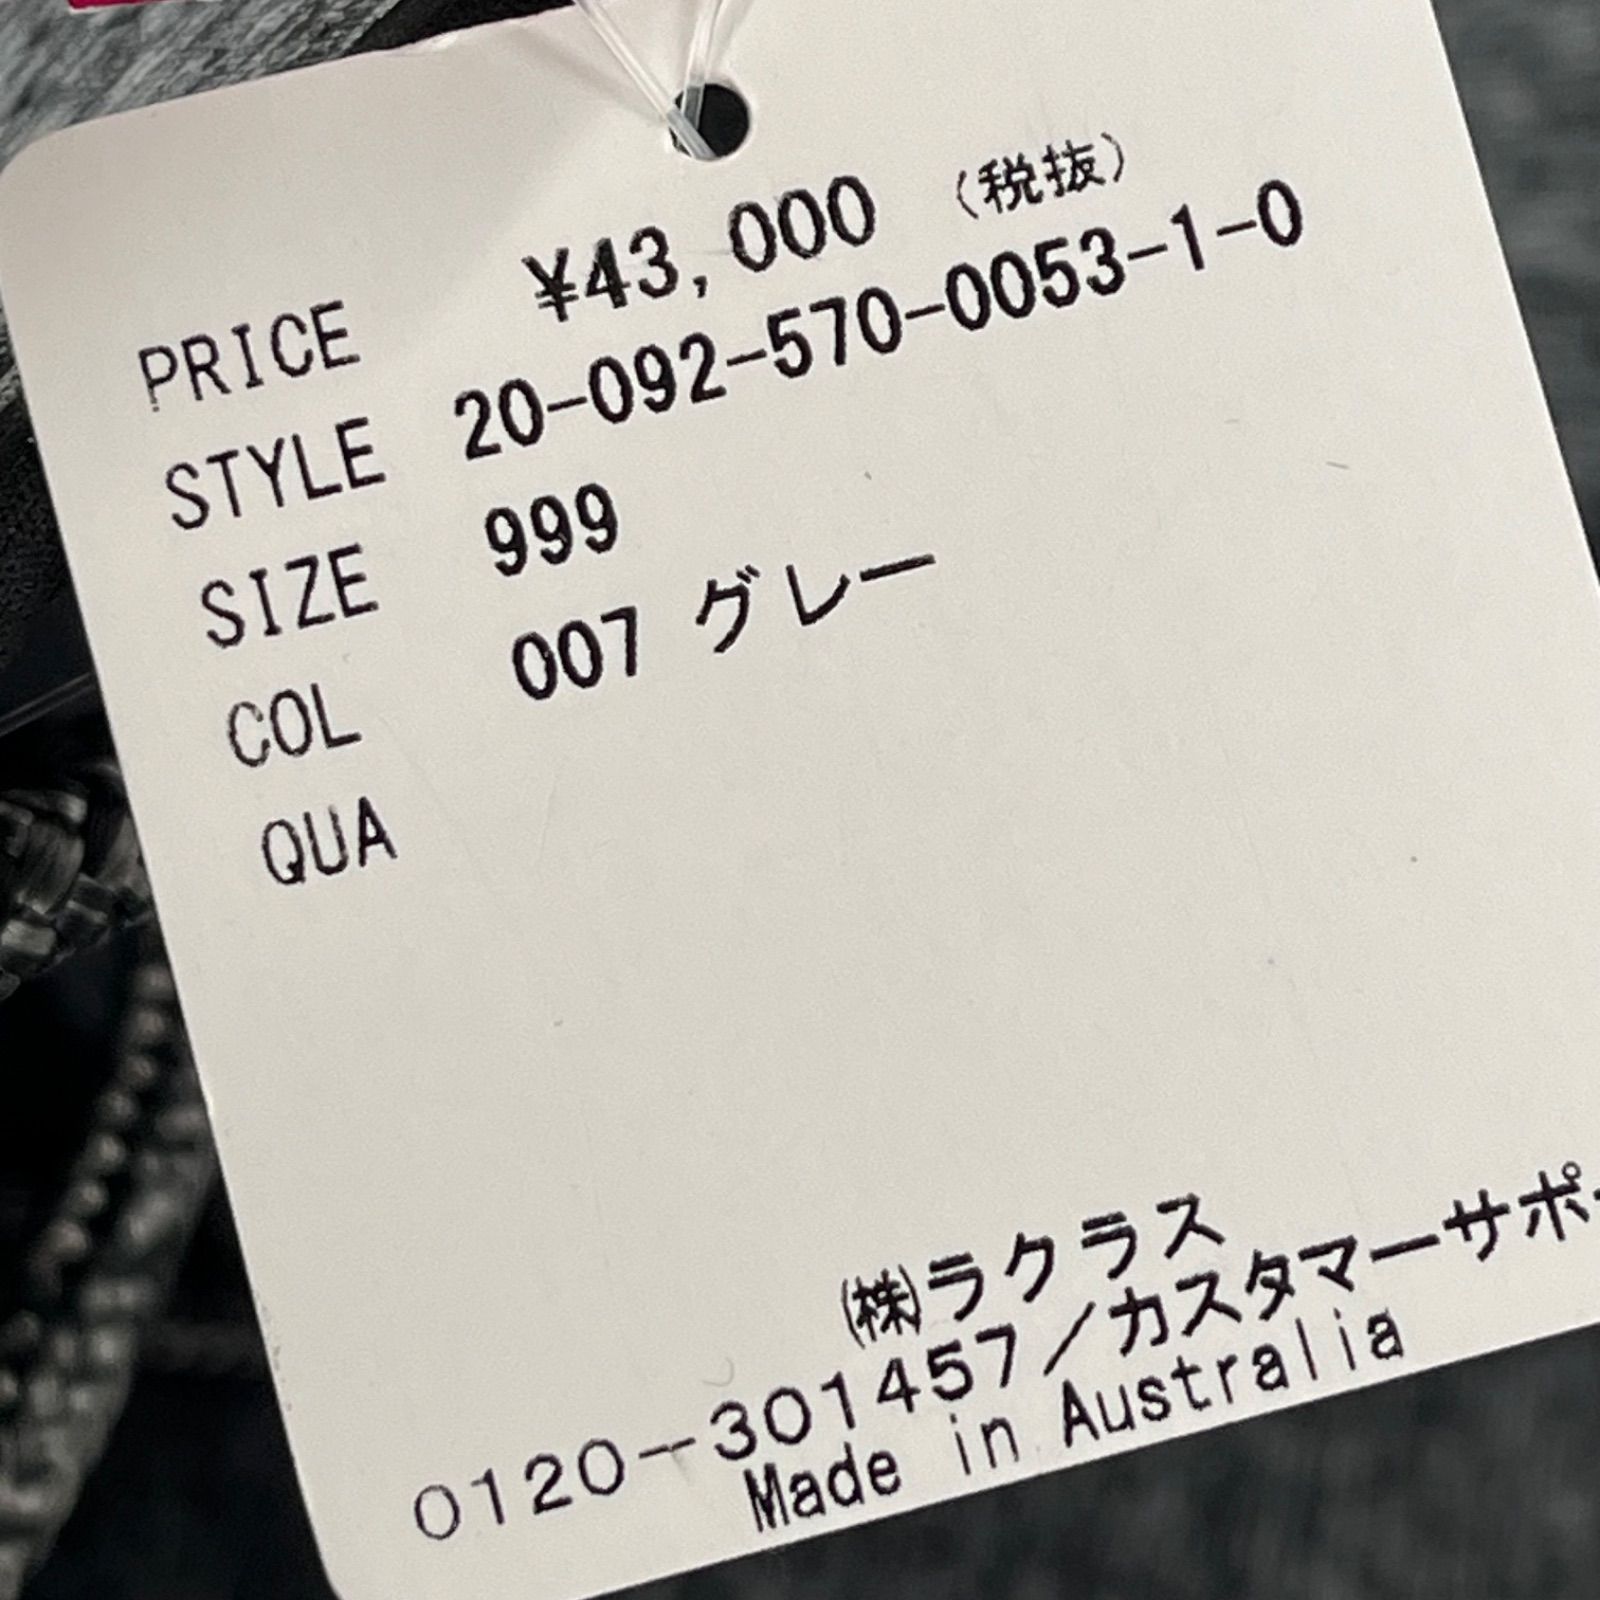 PRICE ¥43,000 (税抜)
STYLE 20-092-570-0053-1-0
SIZE 999
COL 007 グレー
QUA
㈱ラクラス
0120-301457/カスタマーサポー
Made in Australia